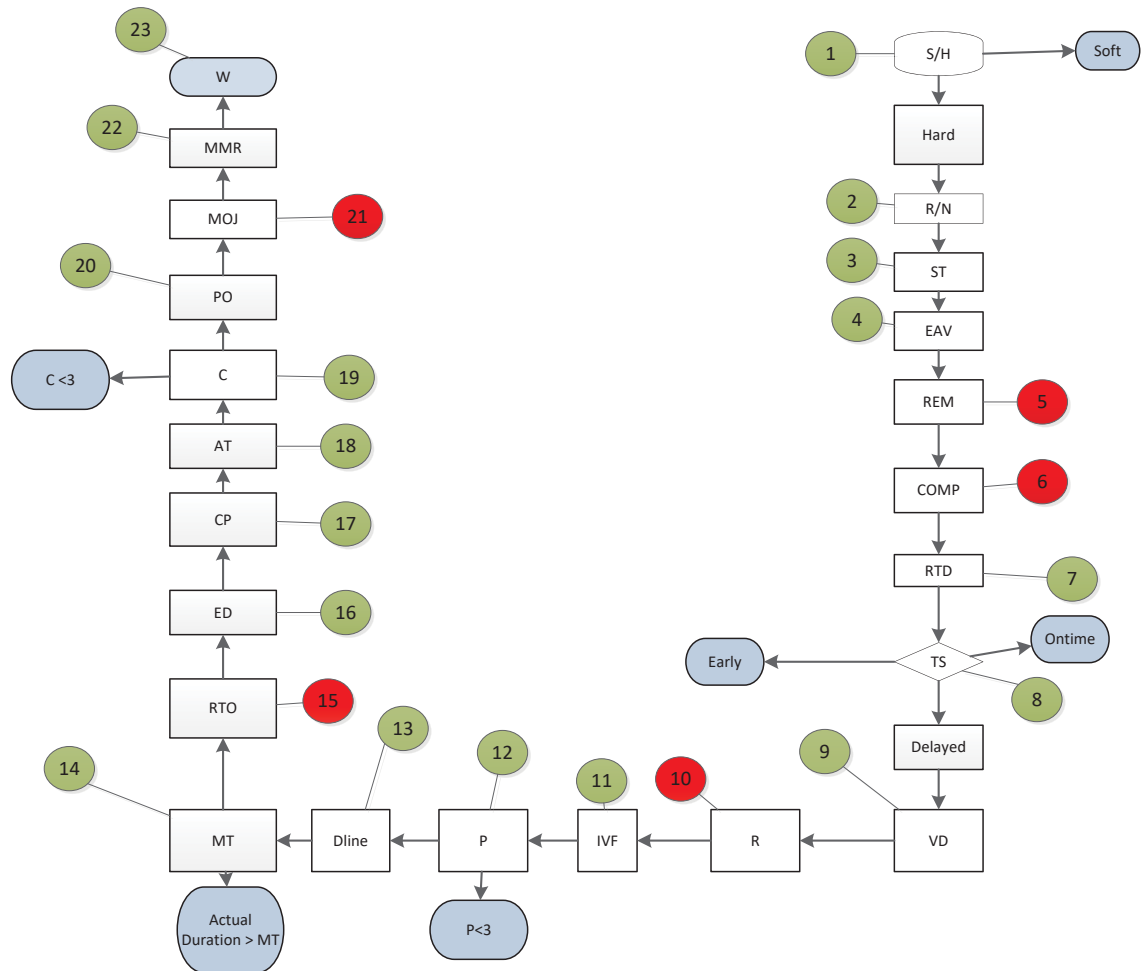 23
W
1
S/H
Soft
22
MMR
Hard
MOJ
21
2
R/N
20
PO
3
ST
4
EAV
C <3
C
19
REM
5
AT
18
COMP
6
CP
17
RTD
7
ED
16
Early
TS
Ontime
8
RTO
15
13
12
Delayed
14
11
10
9
MT
Dline
P
IVF
R
VD
Actual
Duration > MT
P<3